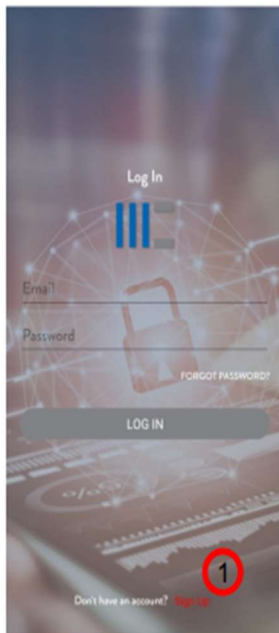 Log In
Email
Password
FORGOT PASSWORD?
LOG IN
1
Don't have an account? Sign up